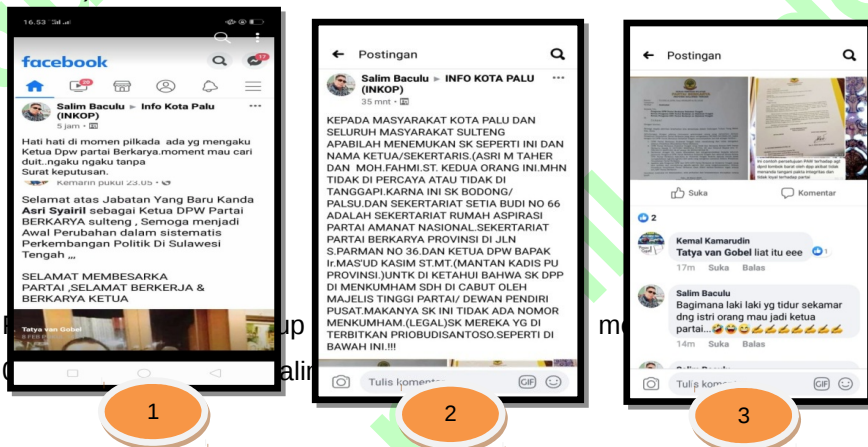 16.53
facebook
17
28
Salim Baculu ▸ Info Kota Palu
(INKOP)
5 jam
Hati hati di momen pilkada ada yg mengaku
Ketua Dpw partai Berkarya.moment mau cari
duit..ngaku ngaku tanpa
Surat keputusan.
Kemarin pukul 23.05
Selamat atas Jabatan Yang Baru Kanda
Asri Syairil sebagai Ketua DPW Partai
BERKARYA sulteng , Semoga menjadi
Awal Perubahan dalam sistematis
Perkembangan Politik Di Sulawesi
Tengah ,,,
SELAMAT MEMBESARKA
PARTAI ,SELAMAT BERKERJA &
BERKARYA KETUA
Tatya van Gobel
1
Postingan
Salim Baculu ▸ INFO KOTA PALU
(INKOP)
35 mnt
KEPADA MASYARAKAT KOTA PALU DAN
SELURUH MASYARAKAT SULTENG
APABILAH MENEMUKAN SK SEPERTI INI DAN
NAMA KETUA/SEKERTARIS.(ASRI M TAHER
DAN MOH.FAHMI.ST. KEDUA ORANG INI.MHN
TIDAK DI PERCAYA ATAU TIDAK DI
TANGGAPI.KARNA INI SK BODONG/
PALSU.DAN SEKERTARIAT SETIA BUDI NO 66
ADALAH SEKERTARIAT RUMAH ASPIRASI
PARTAI AMANAT NASIONAL.SEKERTARIAT
PARTAI BERKARYA PROVINSI DI JLN
S.PARMAN NO 36.DAN KETUA DPW BAPAK
Ir.MAS'UD KASIM ST.MT.(MANTAN KADIS PU
PROVINSI.)UNTK DI KETAHUI BAHWA SK DPP
DI MENKUMHAM SDH DI CABUT OLEH
MAJELIS TINGGI PARTAI/ DEWAN PENDIRI
PUSAT.MAKANYA SK INI TIDAK ADA NOMOR
MENKUMHAM.(LEGAL)SK MEREKA YG DI
TERBITKAN PRIOBUDISANTOSO.SEPERTI DI
BAWAH INI.!!!
GIF
2
Postingan
Suka Komentar
2
Kemal Kamarudin
Tatya van Gobel liat itu eee
1
17m Suka Balas
Salim Baculu
Bagimana laki laki yg tidur sekamar
dng istri orang mau jadi ketua
partai...
14m Suka Balas
GIF
3